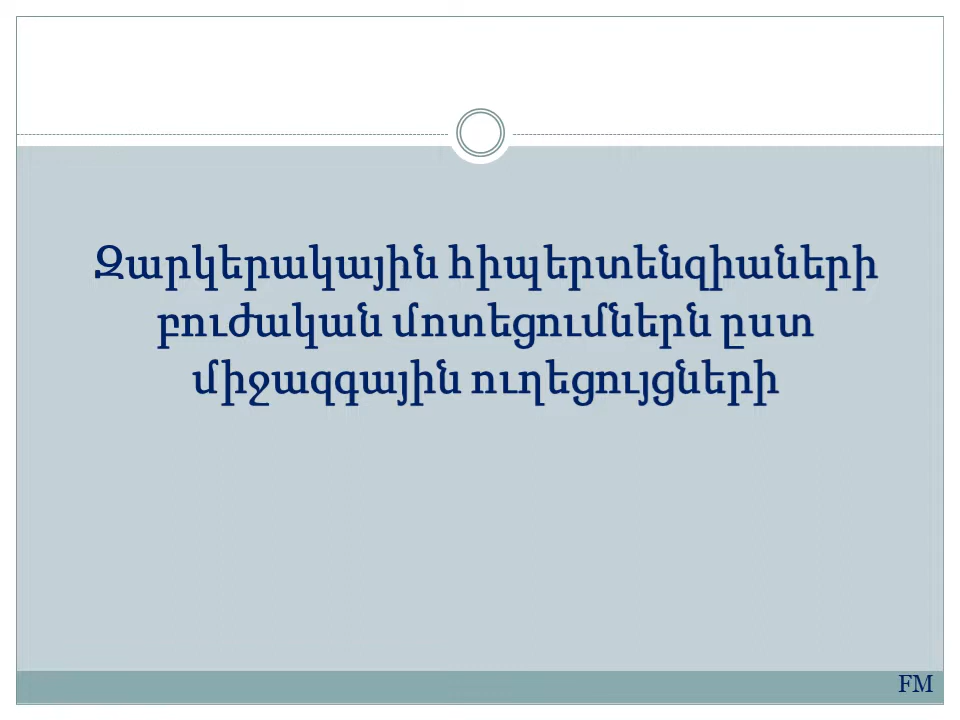 Զարկերակային հիպերտենզիաների
բուժական մոտեցումներն ըստ
միջազգային ուղեցույցների
FM